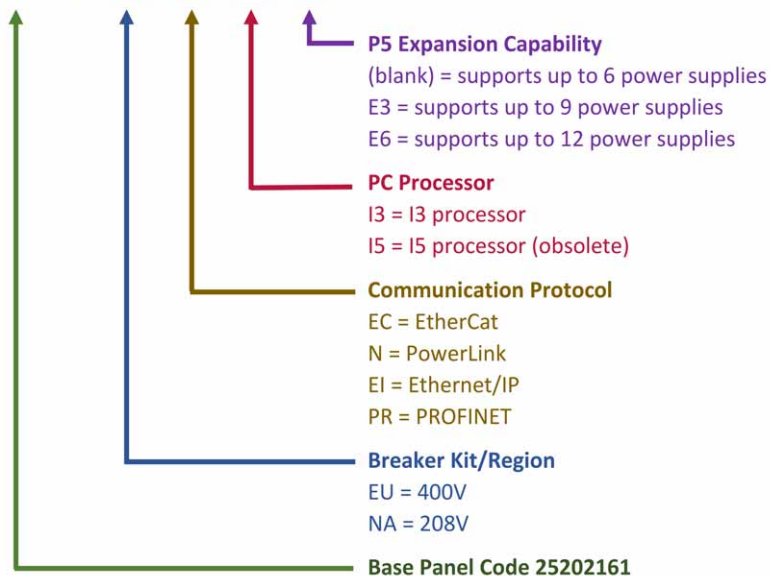 P5 Expansion Capability
(blank) = supports up to 6 power supplies
E3 = supports up to 9 power supplies
E6 = supports up to 12 power supplies
PC Processor
I3 = I3 processor
I5 = I5 processor (obsolete)
Communication Protocol
EC = EtherCat
N = PowerLink
EI = Ethernet/IP
PR = PROFINET
Breaker Kit/Region
EU = 400V
NA = 208V
Base Panel Code 25202161